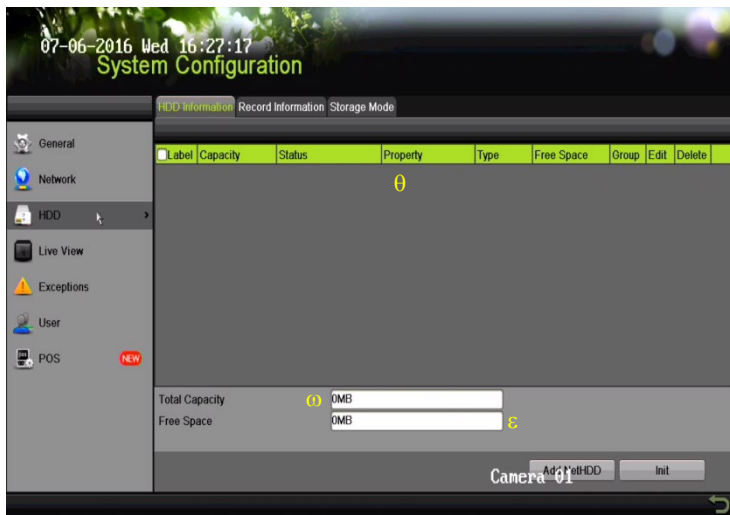 07-06-2016 Wed 16:27:17
System Configuration
HDD Information Record Information Storage Mode
General
Network
HDD
Live View
Exceptions
User
POS NEW
Label Capacity Status Property Type Free Space Group Edit Delete
θ
Total Capacity ω 0MB
Free Space 0MB ε
Add NetHDD Init
Camera 01